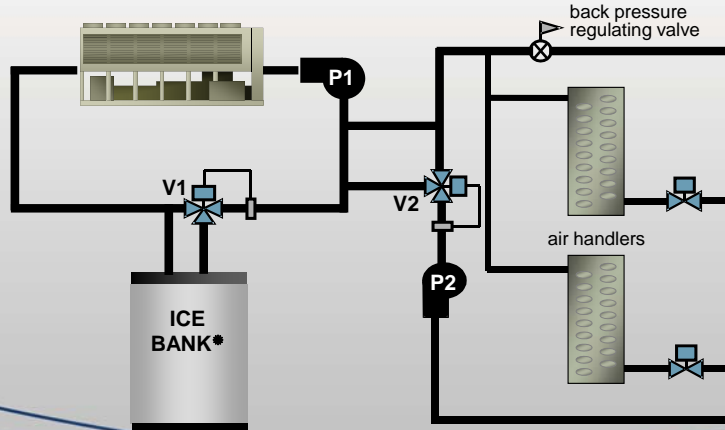 back pressure
regulating valve
P1
V1
V2
air handlers
P2
ICE
BANK*